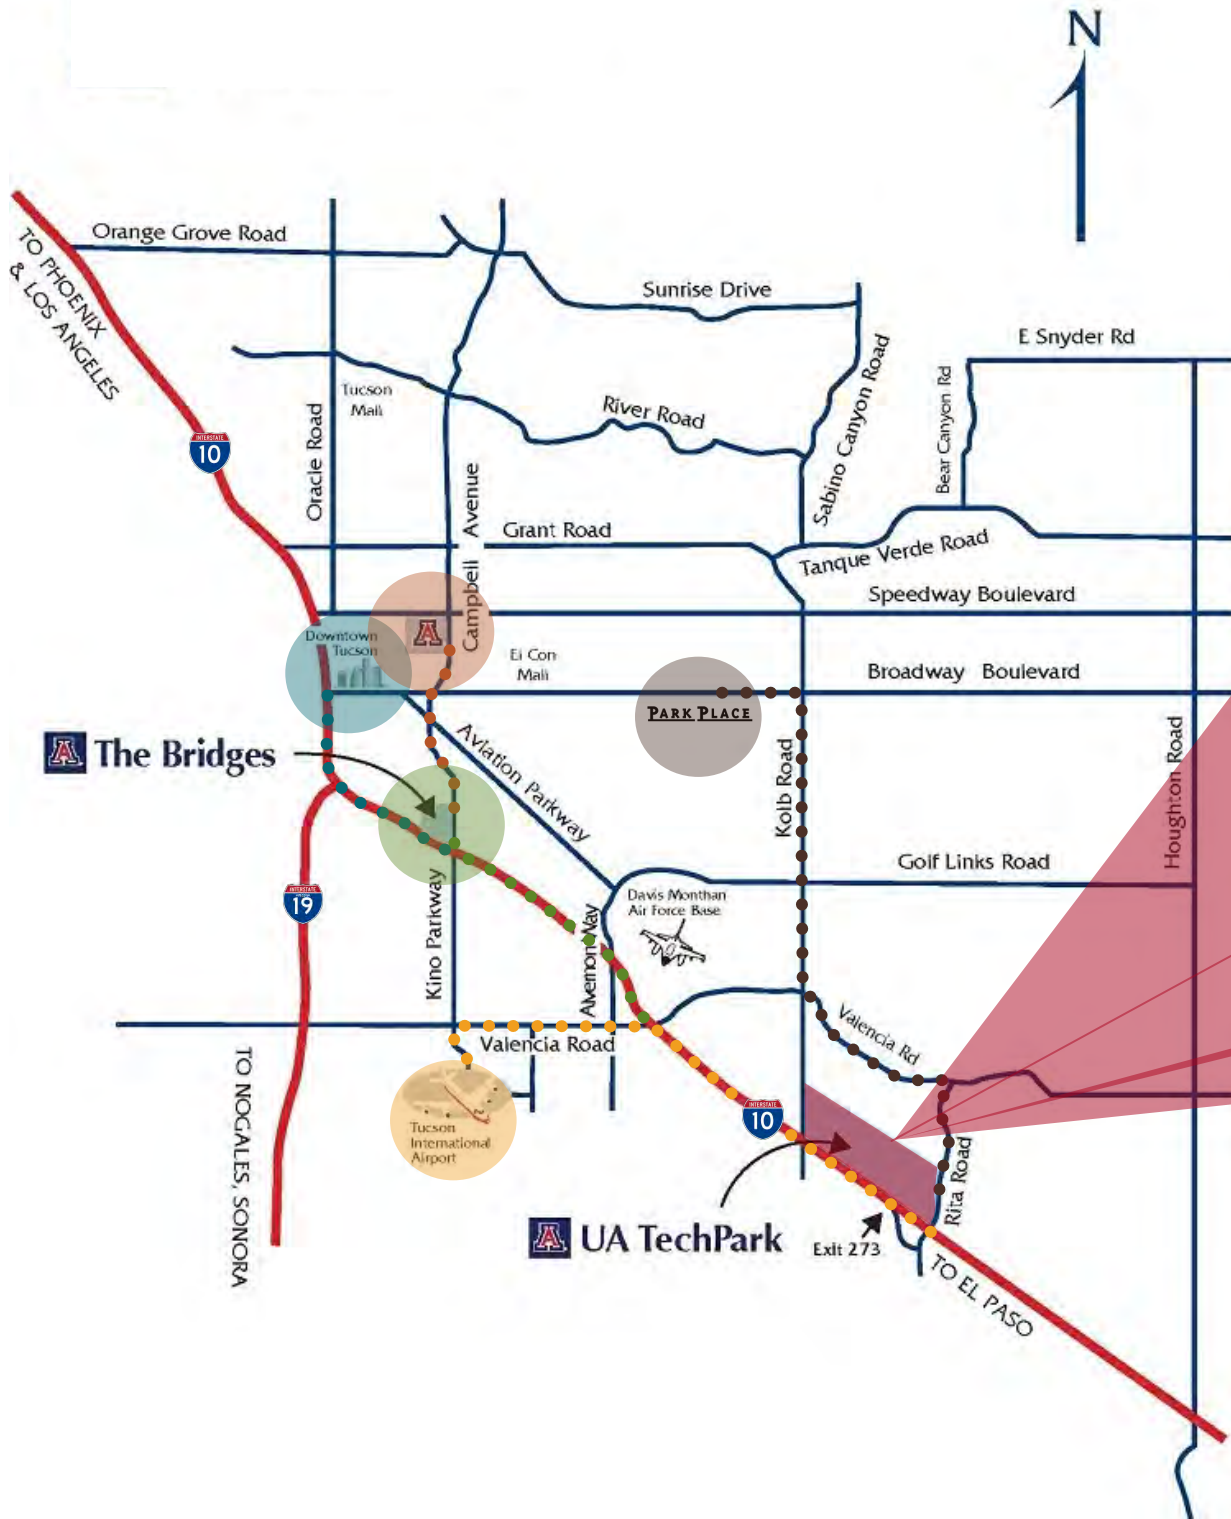 N
Orange Grove Road
TO PHOENIX
& LOS ANGELES
Sunrise Drive
E Snyder Rd
Tucson
Mall
River Road
Sabino Canyon Road
Bear Canyon Rd
INTERSTATE
10
Oracle Road
Campbell Avenue
Grant Road
Tanque Verde Road
Speedway Boulevard
Downtown
Tucson
A
El Con
Mall
Broadway Boulevard
PARK PLACE
A The Bridges
Aviation Parkway
Kolb Road
Houghton Road
Golf Links Road
INTERSTATE
19
Kino Parkway
Davis Monthan
Air Force Base
Alvernon Way
Valencia Road
Valencia Rd
TO NOGALES, SONORA
Tucson
International
Airport
INTERSTATE
10
A UA TechPark
Exit 273
Rita Road
TO EL PASO